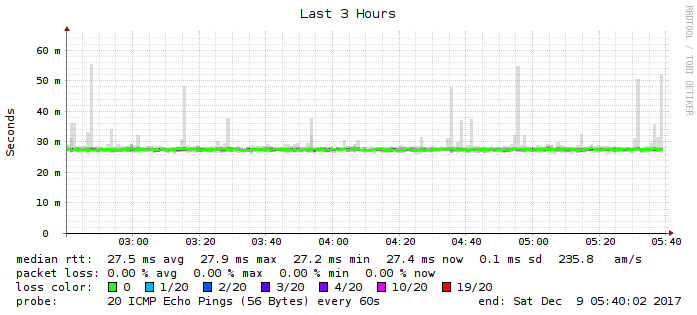 Last 3 Hours
RRDTOOL / TOBI OETIKER
Seconds
60 m
50 m
40 m
30 m
20 m
10 m
0
03:00 03:20 03:40 04:00 04:20 04:40 05:00 05:20 05:40
median rtt: 27.5 ms avg 27.9 ms max 27.2 ms min 27.4 ms now 0.1 ms sd 235.8 am/s
packet loss: 0.00 % avg 0.00 % max 0.00 % min 0.00 % now
loss color: 0 1/20 2/20 3/20 4/20 10/20 19/20
probe: 20 ICMP Echo Pings (56 Bytes) every 60s end: Sat Dec 9 05:40:02 2017